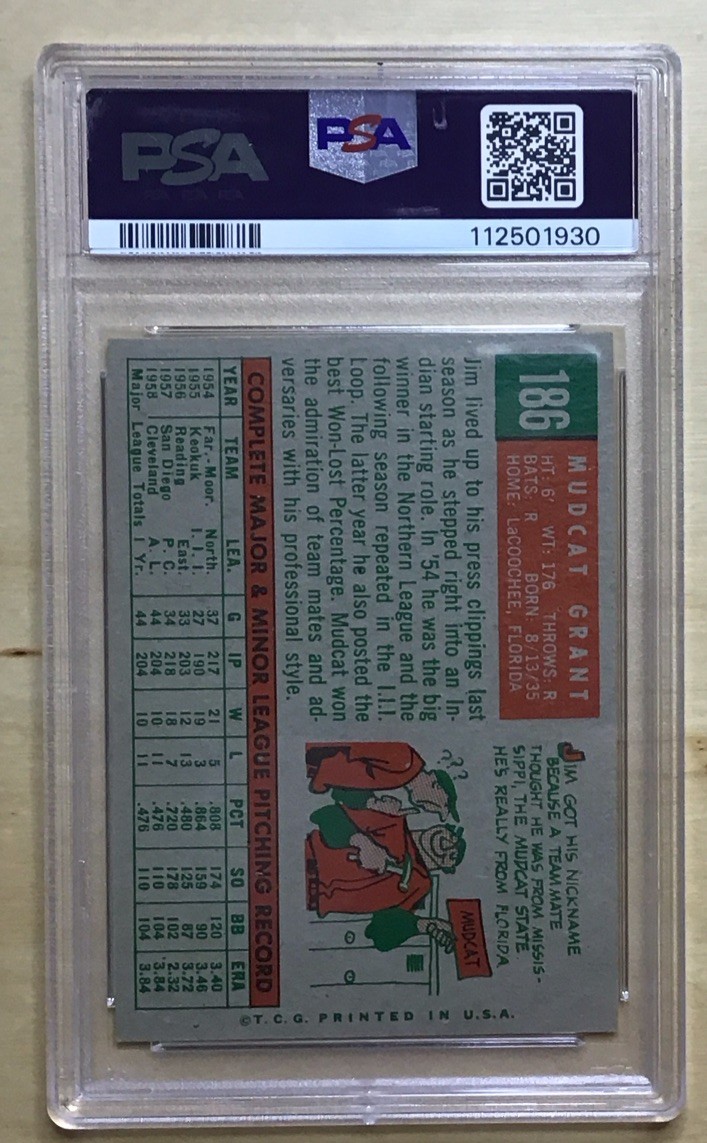 PSA
PSA
112501930
186
MUDCAT GRANT
HT: 6' WT: 176 THROWS: R
BATS: R BORN: 8/13/35
HOME: LaCOOCHEE, FLORIDA
Jim lived up to his press clippings last
season as he stepped right into an In-
dian starting role. In '54 he was the big
winner in the Northern League and the
following season repeated in the I.I.I.
Loop. The latter year he also posted the
best Won-Lost Percentage. Mudcat won
the admiration of team mates and ad-
versaries with his professional style.
JIM GOT HIS NICKNAME
BECAUSE A TEAM MATE
THOUGHT HE WAS FROM MISSIS-
SIPPI, THE MUDCAT STATE
HE'S REALLY FROM FLORIDA
???
MUDCAT
COMPLETE MAJOR & MINOR LEAGUE PITCHING RECORD
YEAR TEAM LEA. G IP W L PCT SO BB ERA
1954 Far.-Moor. North. 37 217 21 5 .808 174 120 3.40
1955 Keokuk I. I. I. 27 190 19 3 .864 159 90 3.46
1956 Reading East. 33 203 12 13 .480 125 87 3.72
1957 San Diego P. C. 34 218 18 7 .720 178 102 2.32
1958 Cleveland A. L. 44 204 10 11 .476 110 104 3.84
Major League Totals 1 Yr. 44 204 10 11 .476 110 104 3.84
©T. C. G. PRINTED IN U.S.A.